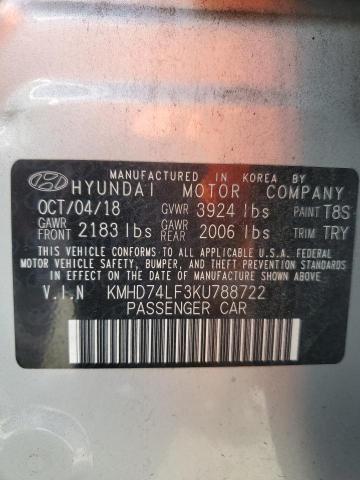 MANUFACTURED IN KOREA BY
HYUNDAI MOTOR COMPANY
OCT/04/18 GVWR 3924 lbs PAINT T8S
GAWR FRONT 2183 lbs GAWR REAR 2006 lbs TRIM TRY
THIS VEHICLE CONFORMS TO ALL APPLICABLE U.S.A. FEDERAL
MOTOR VEHICLE SAFETY, BUMPER, AND THEFT PREVENTION STANDARDS
IN EFFECT ON THE DATE OF MANUFACTURE SHOWN ABOVE.
V.I.N KMHD74LF3KU788722
PASSENGER CAR